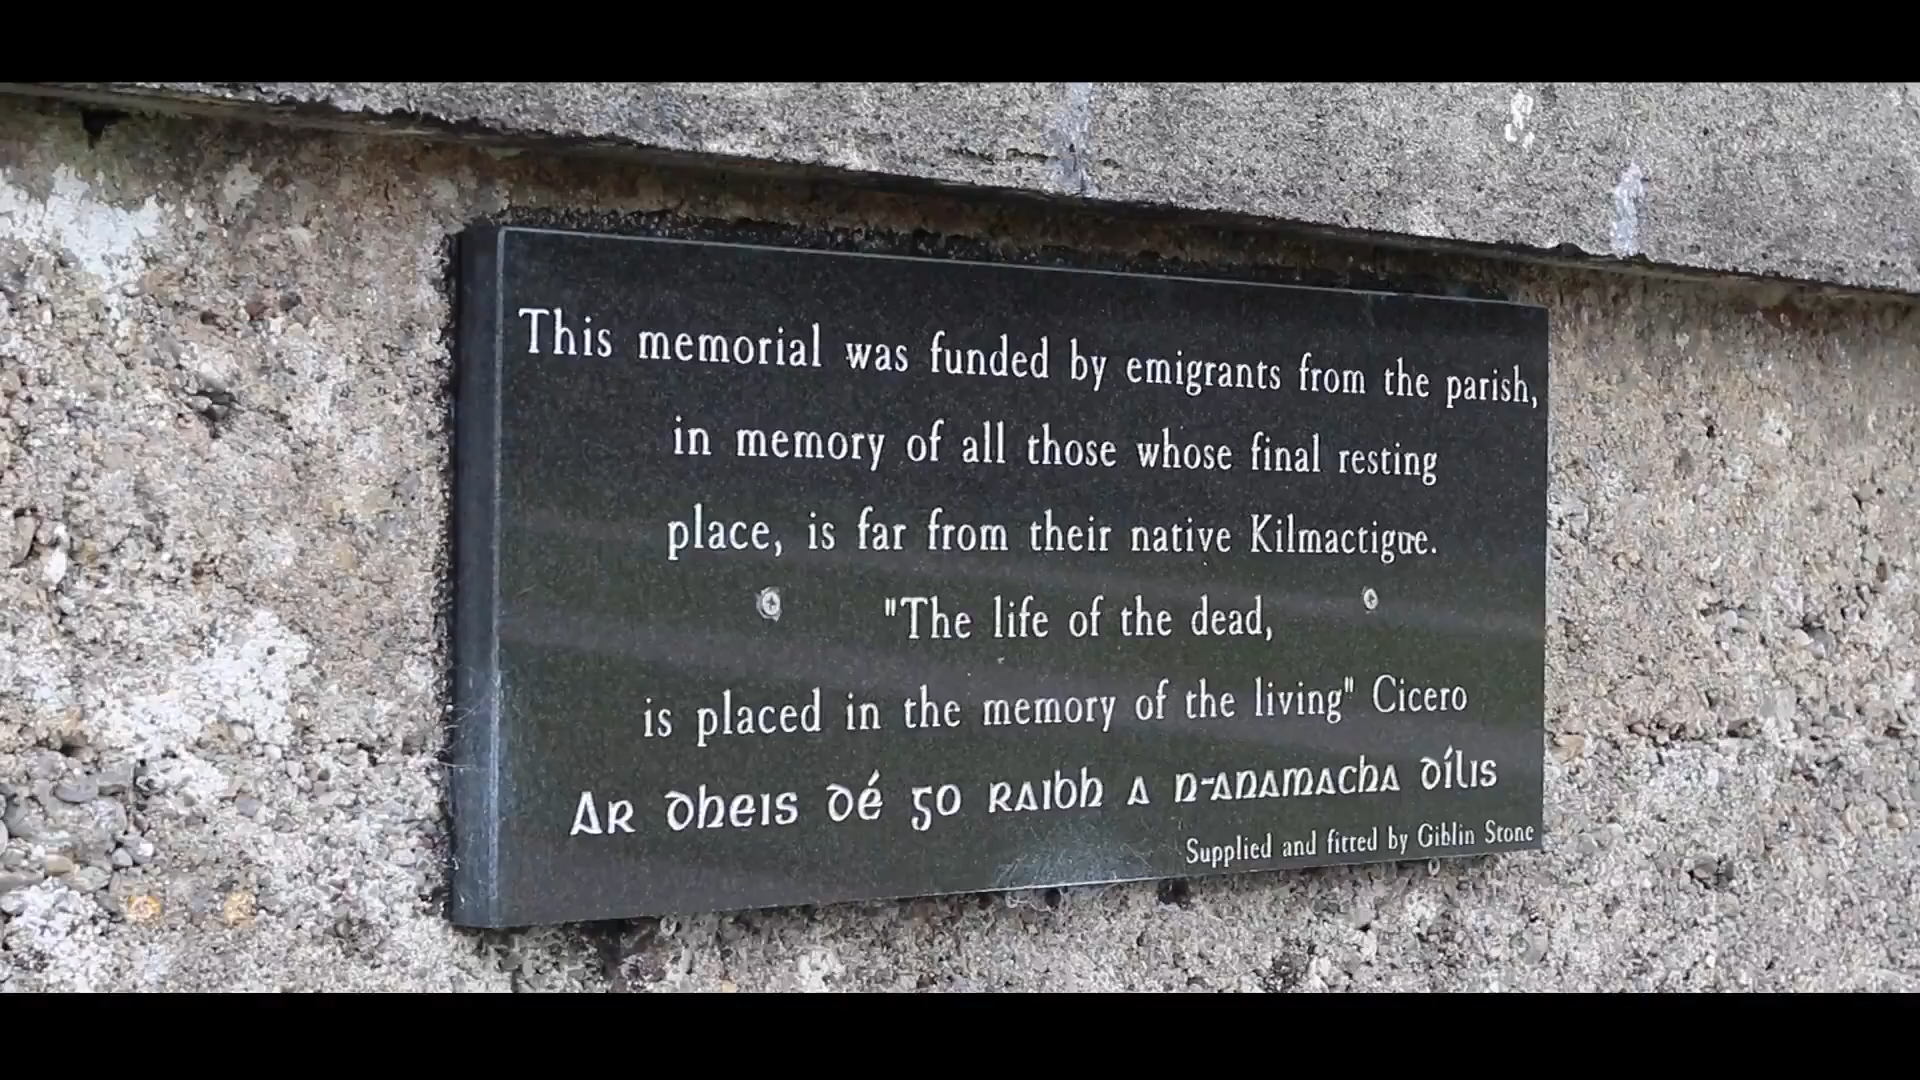 This memorial was funded by emigrants from the parish,
in memory of all those whose final resting
place, is far from their native Kilmactigue.
"The life of the dead,
is placed in the memory of the living" Cicero
Ar dheis dé go raibh a n-anamacha dílis
Supplied and fitted by Giblin Stone